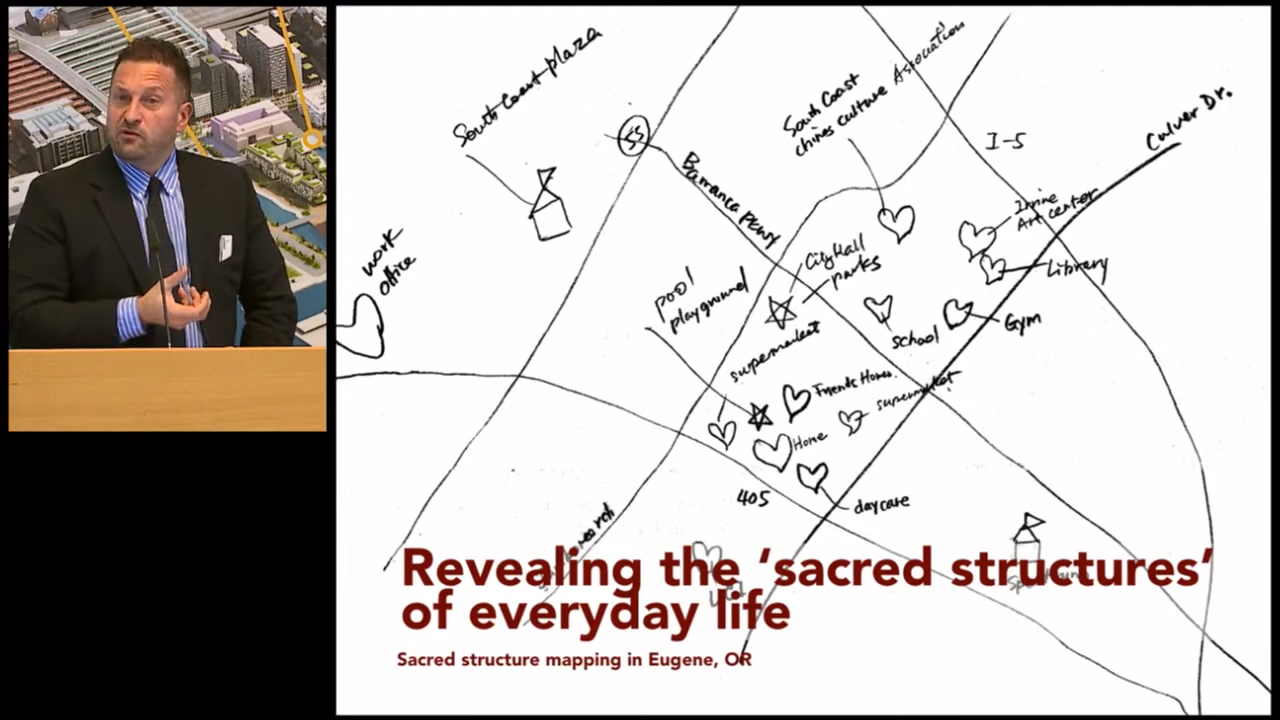 South Coast plaza
55
Barranca pkwy
South Coast
chines culture Association
I-5
Culver Dr.
Irvine
Art center
Library
work
office
pool
playground
City Hall
parks
school
Gym
supermarket
Friends Homes.
supermarket
Home
405
daycare
Revealing the ‘sacred structures’
of everyday life
Sacred structure mapping in Eugene, OR